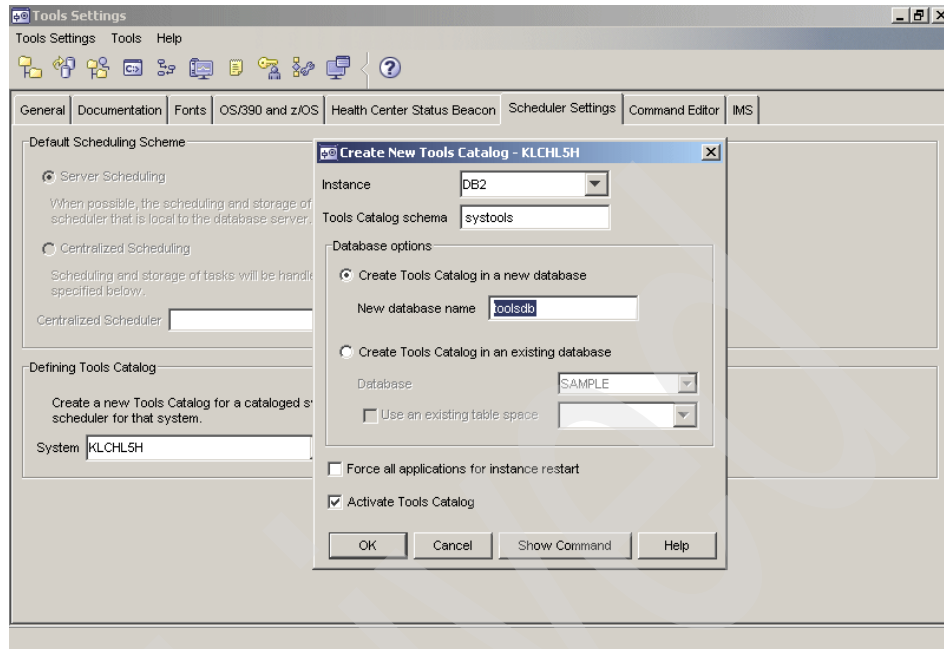 Tools Settings
Tools Settings Tools Help
General Documentation Fonts OS/390 and z/OS Health Center Status Beacon Scheduler Settings Command Editor IMS
Default Scheduling Scheme
Server Scheduling
When possible, the scheduling and storage of
scheduler that is local to the database server.
Centralized Scheduling
Scheduling and storage of tasks will be handle
specified below.
Centralized Scheduler
Defining Tools Catalog
Create a new Tools Catalog for a cataloged s
scheduler for that system.
System KLCHL5H
Create New Tools Catalog - KLCHL5H
Instance DB2
Tools Catalog schema systools
Database options
Create Tools Catalog in a new database
New database name toolsdb
Create Tools Catalog in an existing database
Database SAMPLE
Use an existing table space
Force all applications for instance restart
Activate Tools Catalog
OK Cancel Show Command Help